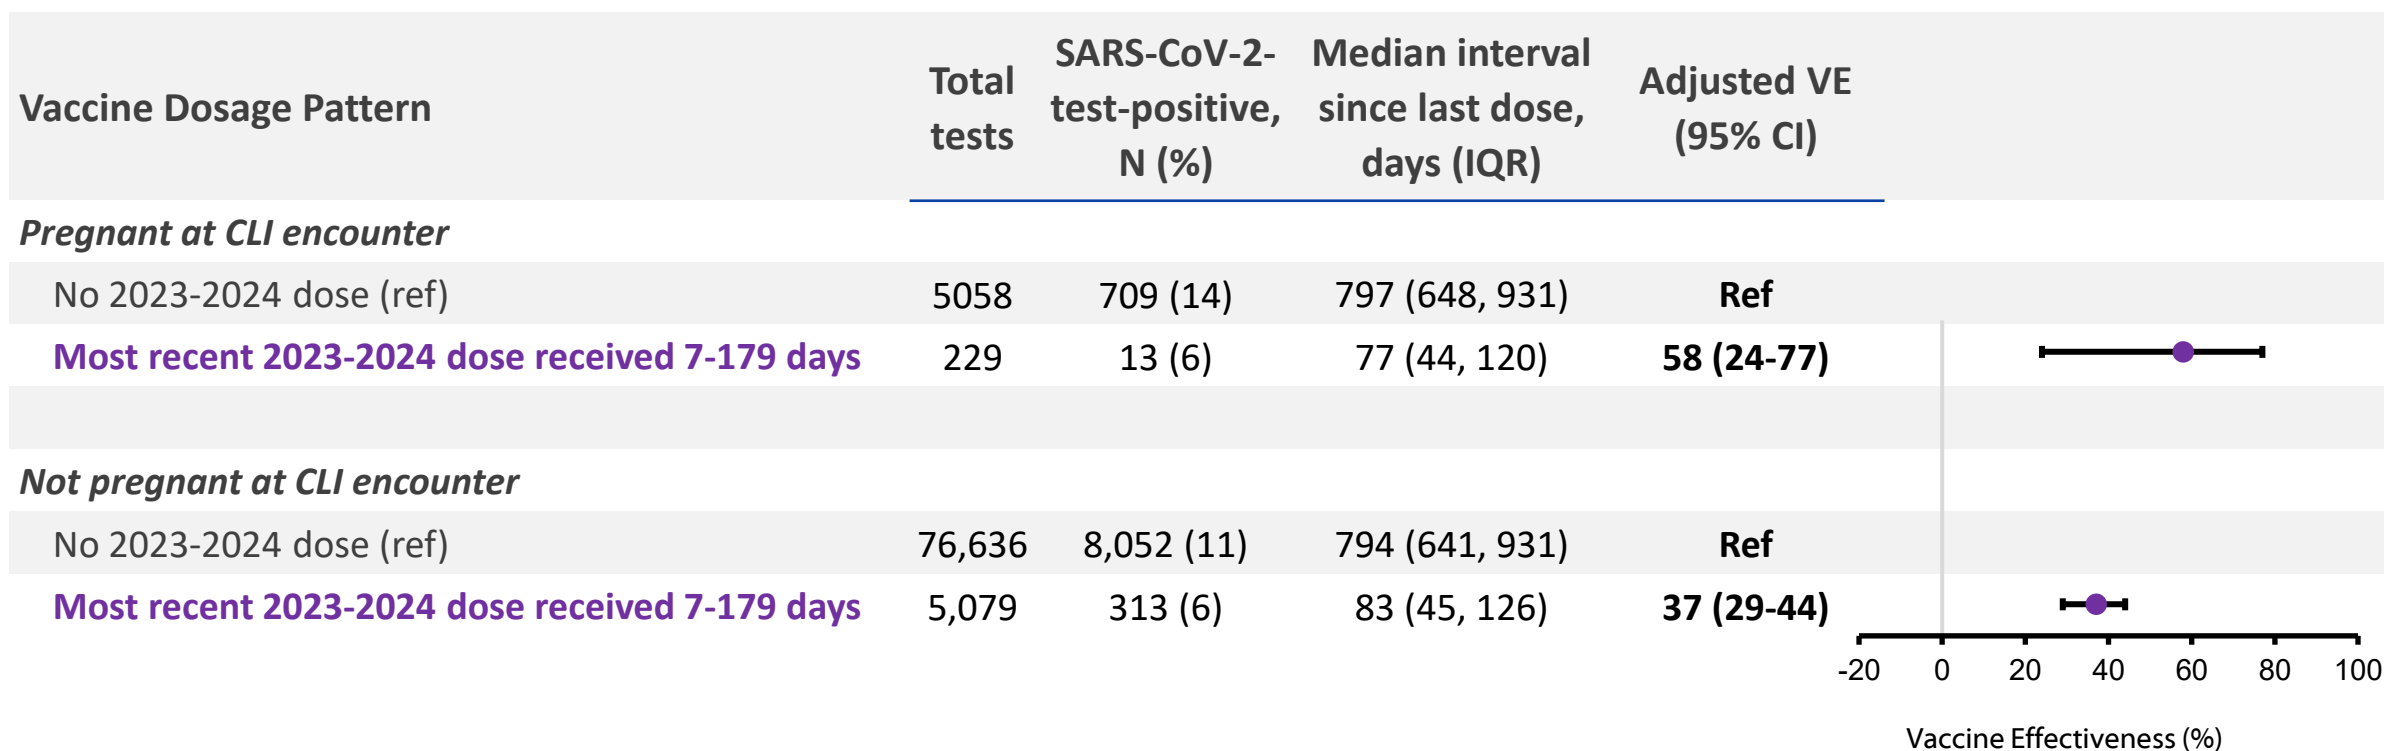 Vaccine Dosage Pattern
Total
tests
SARS-CoV-2-
test-positive,
N (%)
Median interval
since last dose,
days (IQR)
Adjusted VE
(95% CI)
Pregnant at CLI encounter
No 2023-2024 dose (ref) 5058 709 (14) 797 (648, 931) Ref
Most recent 2023-2024 dose received 7-179 days 229 13 (6) 77 (44, 120) 58 (24-77)
Not pregnant at CLI encounter
No 2023-2024 dose (ref) 76,636 8,052 (11) 794 (641, 931) Ref
Most recent 2023-2024 dose received 7-179 days 5,079 313 (6) 83 (45, 126) 37 (29-44)
-20 0 20 40 60 80 100
Vaccine Effectiveness (%)